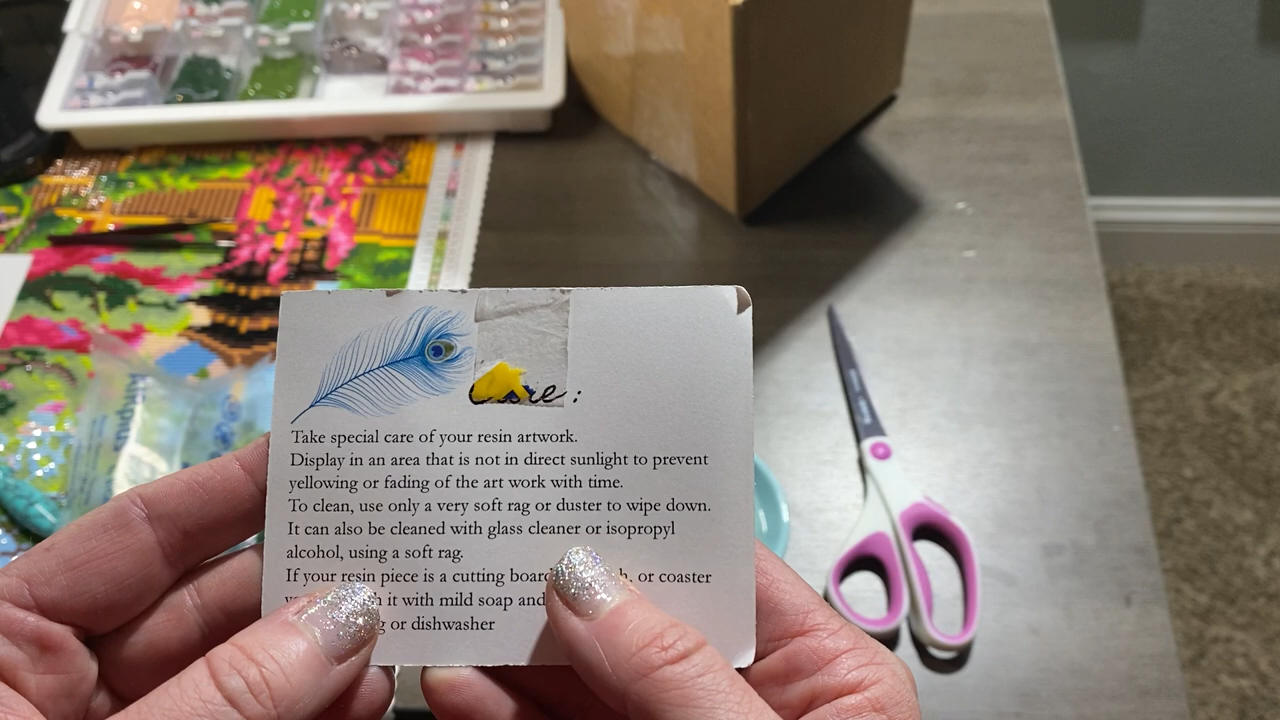 Care:
Take special care of your resin artwork.
Display in an area that is not in direct sunlight to prevent
yellowing or fading of the art work with time.
To clean, use only a very soft rag or duster to wipe down.
It can also be cleaned with glass cleaner or isopropyl
alcohol, using a soft rag.
If your resin piece is a cutting board or coaster
it with mild soap and
or dishwasher